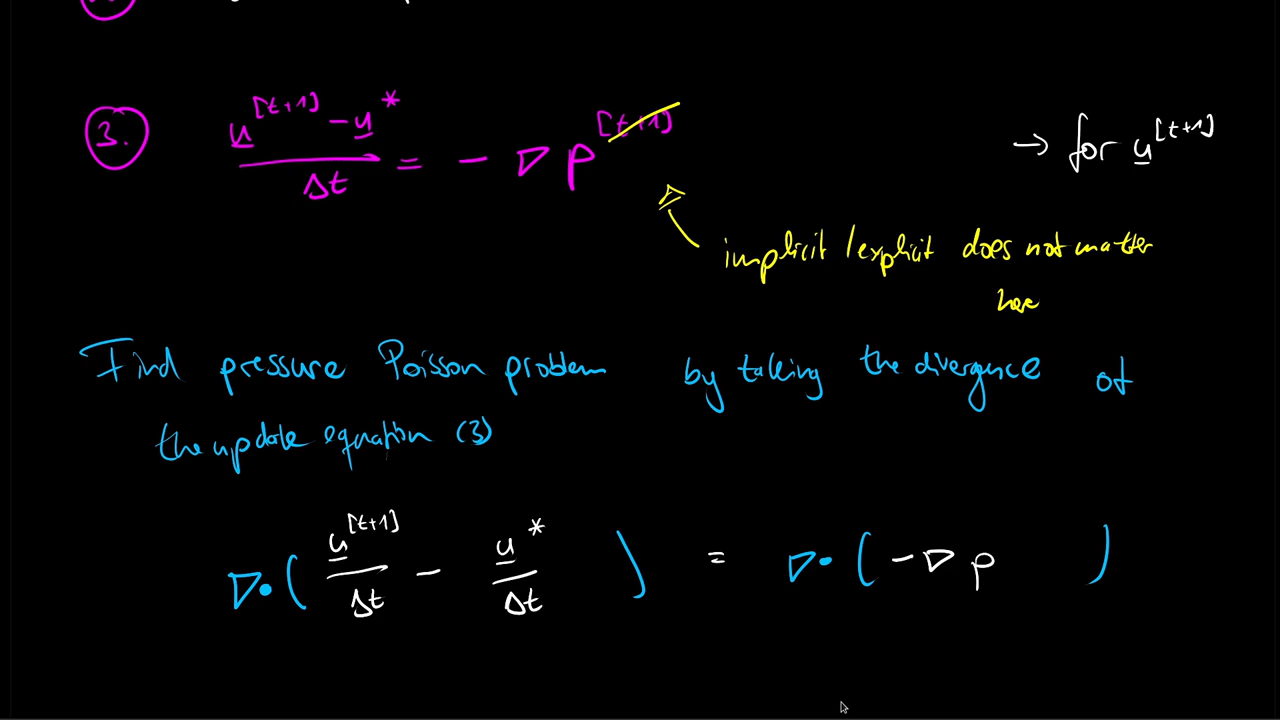 3. (u^[t+1] - u^*) / Δt = - ∇ p^[t+1] → for u^[t+1]
implicit / explicit does not matter
here
Find pressure Poisson problem by taking the divergence of
the update equation (3)
∇• ( u^[t+1] / Δt - u^* / Δt ) = ∇• ( - ∇ p )